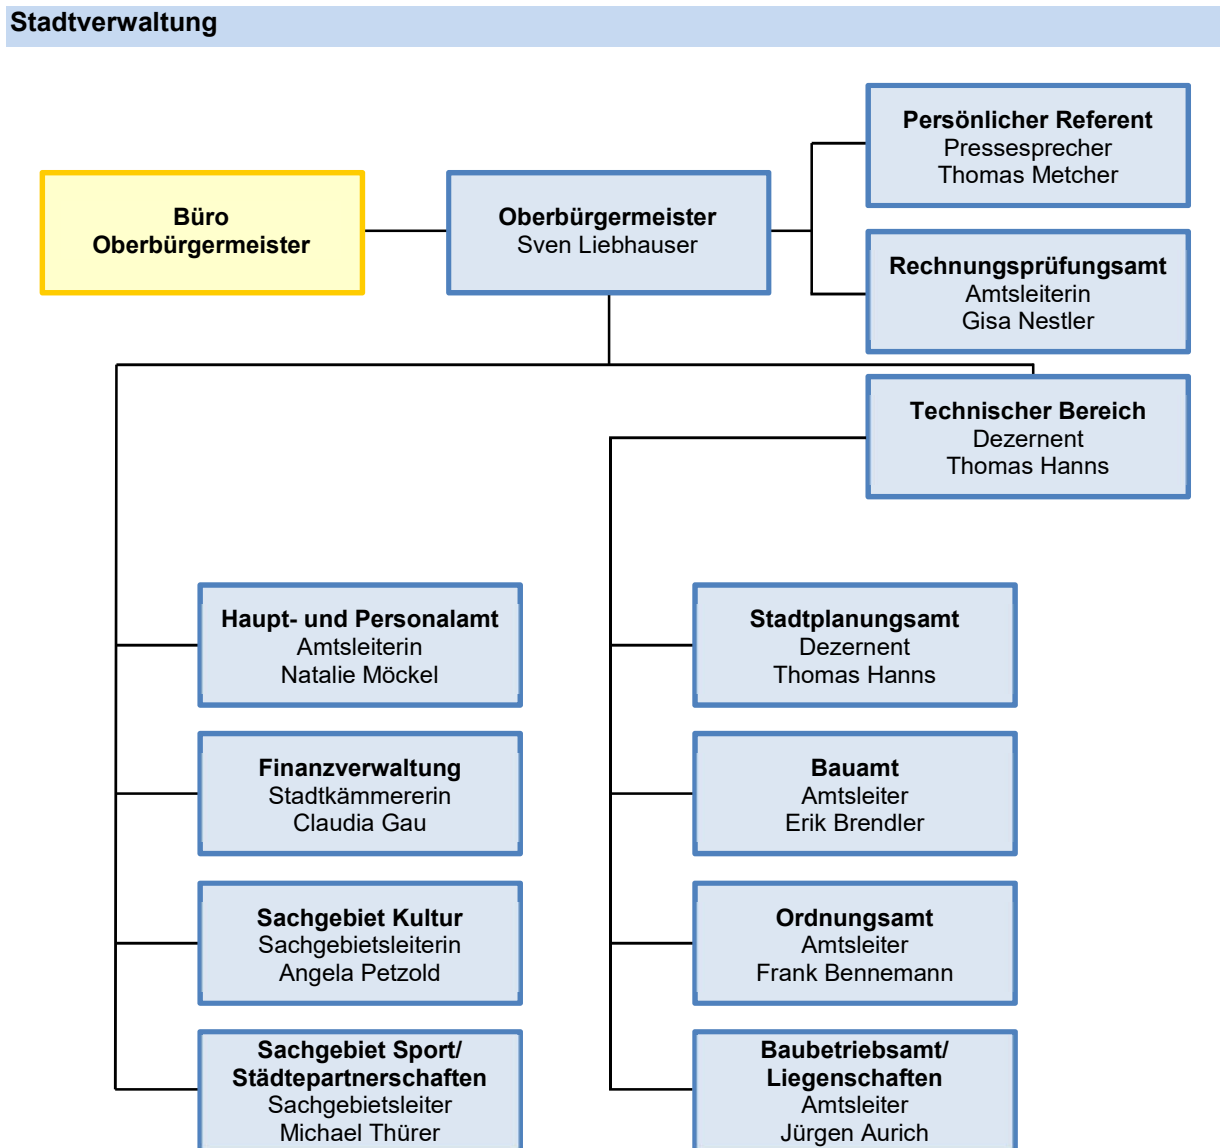 Stadtverwaltung
Persönlicher Referent
Pressesprecher
Thomas Metcher
Büro
Oberbürgermeister
Oberbürgermeister
Sven Liebhauser
Rechnungsprüfungsamt
Amtsleiterin
Gisa Nestler
Technischer Bereich
Dezernent
Thomas Hanns
Haupt- und Personalamt
Amtsleiterin
Natalie Möckel
Finanzverwaltung
Stadtkämmererin
Claudia Gau
Sachgebiet Kultur
Sachgebietsleiterin
Angela Petzold
Sachgebiet Sport/
Städtepartnerschaften
Sachgebietsleiter
Michael Thürer
Stadtplanungsamt
Dezernent
Thomas Hanns
Bauamt
Amtsleiter
Erik Brendler
Ordnungsamt
Amtsleiter
Frank Bennemann
Baubetriebsamt/
Liegenschaften
Amtsleiter
Jürgen Aurich